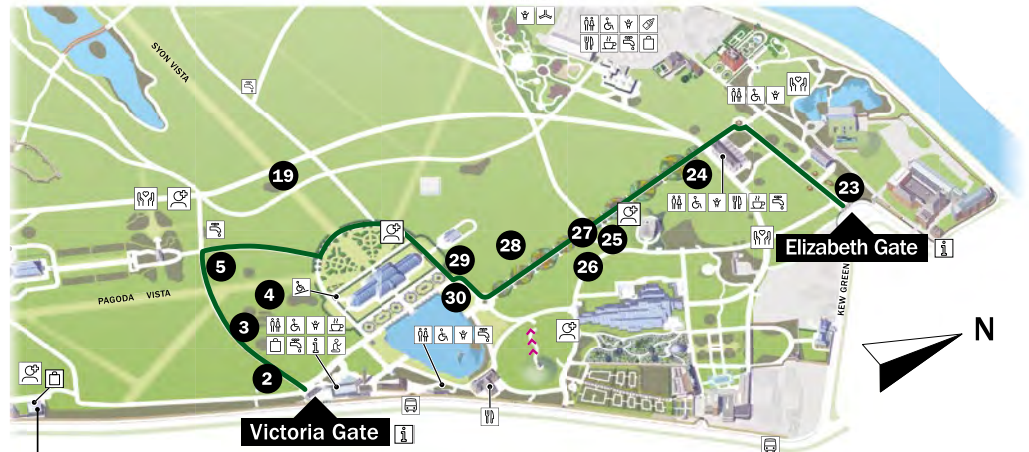 SYON VISTA
23
24
19
27
25
28
Elizabeth Gate
5
29
26
4
30
PAGODA VISTA
KEW GREEN
3
N
2
Victoria Gate